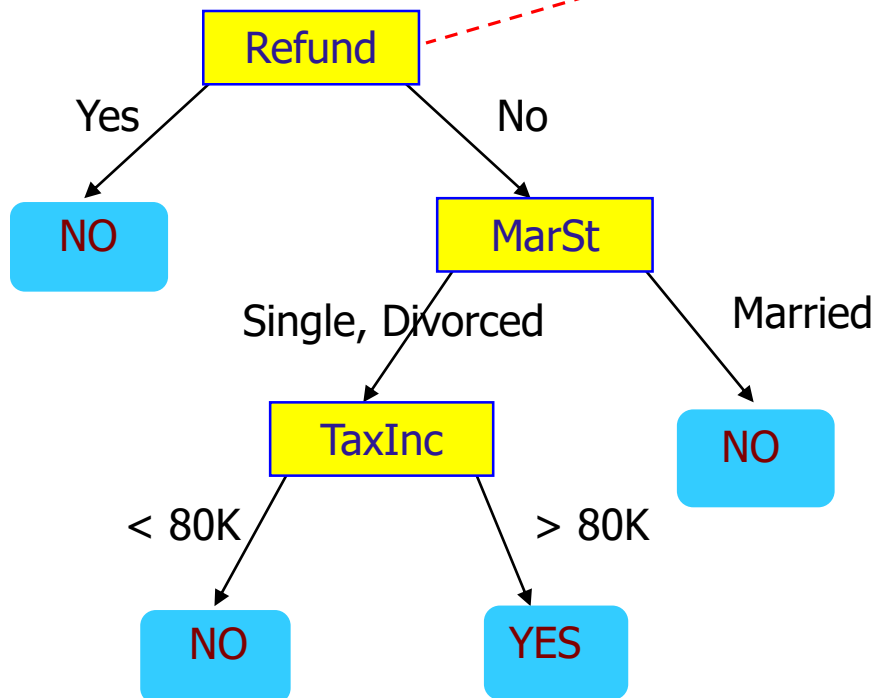 Refund
Yes
No
NO
MarSt
Single, Divorced
Married
TaxInc
NO
< 80K
> 80K
NO
YES